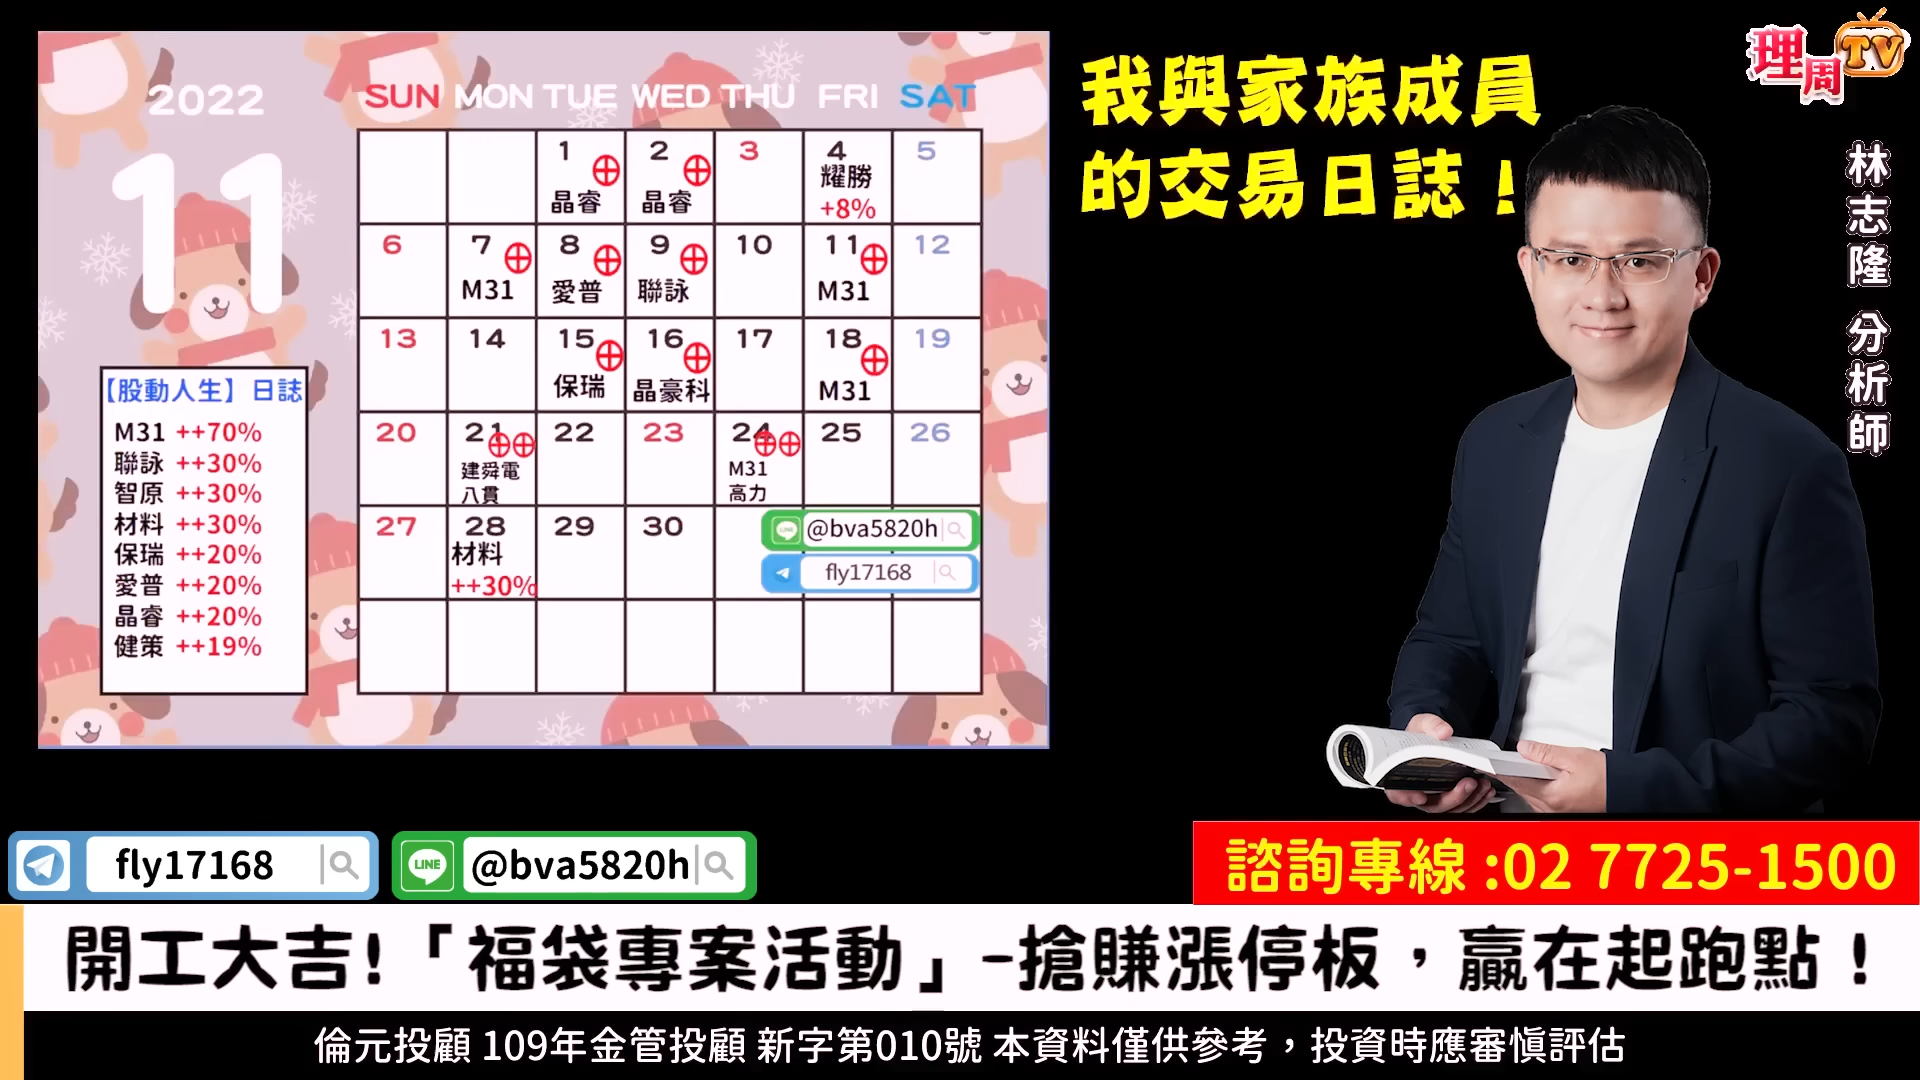 2022
11
SUN MON TUE WED THU FRI SAT
1 2 3 4 5
晶睿 晶睿 耀勝
+8%
6 7 8 9 10 11 12
M31 愛普 聯詠 M31
13 14 15 16 17 18 19
保瑞 晶豪科 M31
20 21 22 23 24 25 26
建舜電 M31
八貫 高力
27 28 29 30
材料
++30%
@bva5820h
fly17168
【股動人生】日誌
M31 ++70%
聯詠 ++30%
智原 ++30%
材料 ++30%
保瑞 ++20%
愛普 ++20%
晶睿 ++20%
健策 ++19%
我與家族成員
的交易日誌！
理周TV
林志隆 分析師
fly17168
LINE @bva5820h
諮詢專線 :02 7725-1500
開工大吉!「福袋專案活動」-搶賺漲停板，贏在起跑點！
倫元投顧 109年金管投顧 新字第010號 本資料僅供參考，投資時應審慎評估